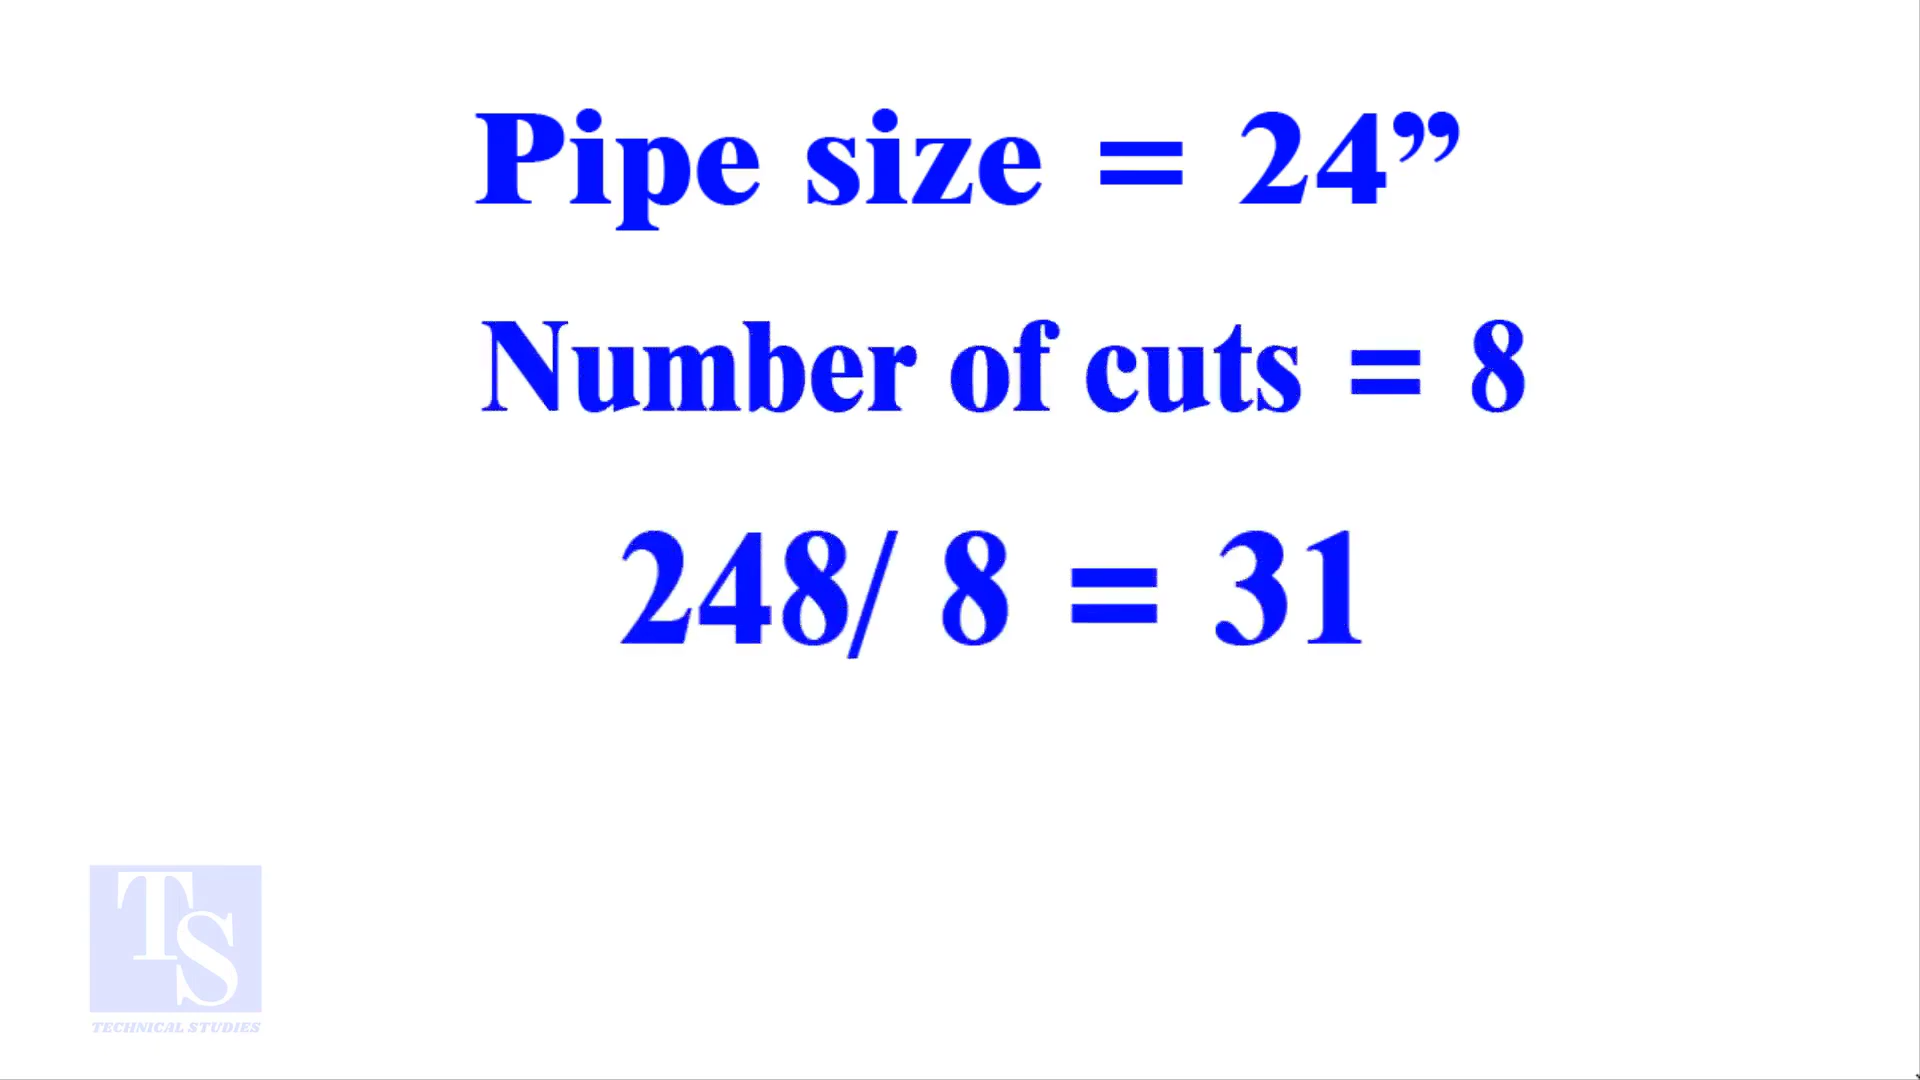 Pipe size = 24”
Number of cuts = 8
248/ 8 = 31
TS
TECHNICAL STUDIES